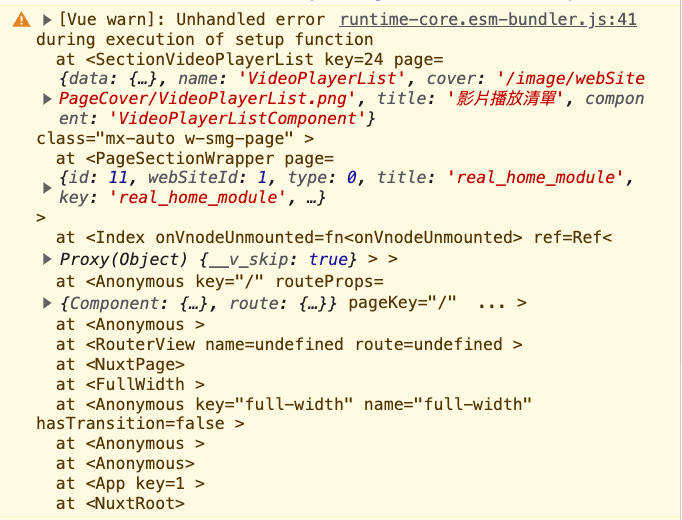 [Vue warn]: Unhandled error runtime-core.esm-bundler.js:41
during execution of setup function
at <SectionVideoPlayerList key=24 page=
{data: {…}, name: 'VideoPlayerList', cover: '/image/webSite
PageCover/VideoPlayerList.png', title: '影片播放清單', compon
ent: 'VideoPlayerListComponent'}
class="mx-auto w-smg-page" >
at <PageSectionWrapper page=
{id: 11, webSiteId: 1, type: 0, title: 'real_home_module',
key: 'real_home_module', …}
>
at <Index onVnodeUnmounted=fn<onVnodeUnmounted> ref=Ref<
Proxy(Object) {__v_skip: true} > >
at <Anonymous key="/" routeProps=
{Component: {…}, route: {…}} pageKey="/"  ... >
at <Anonymous >
at <RouterView name=undefined route=undefined >
at <NuxtPage>
at <FullWidth >
at <Anonymous key="full-width" name="full-width"
hasTransition=false >
at <Anonymous >
at <Anonymous>
at <App key=1 >
at <NuxtRoot>